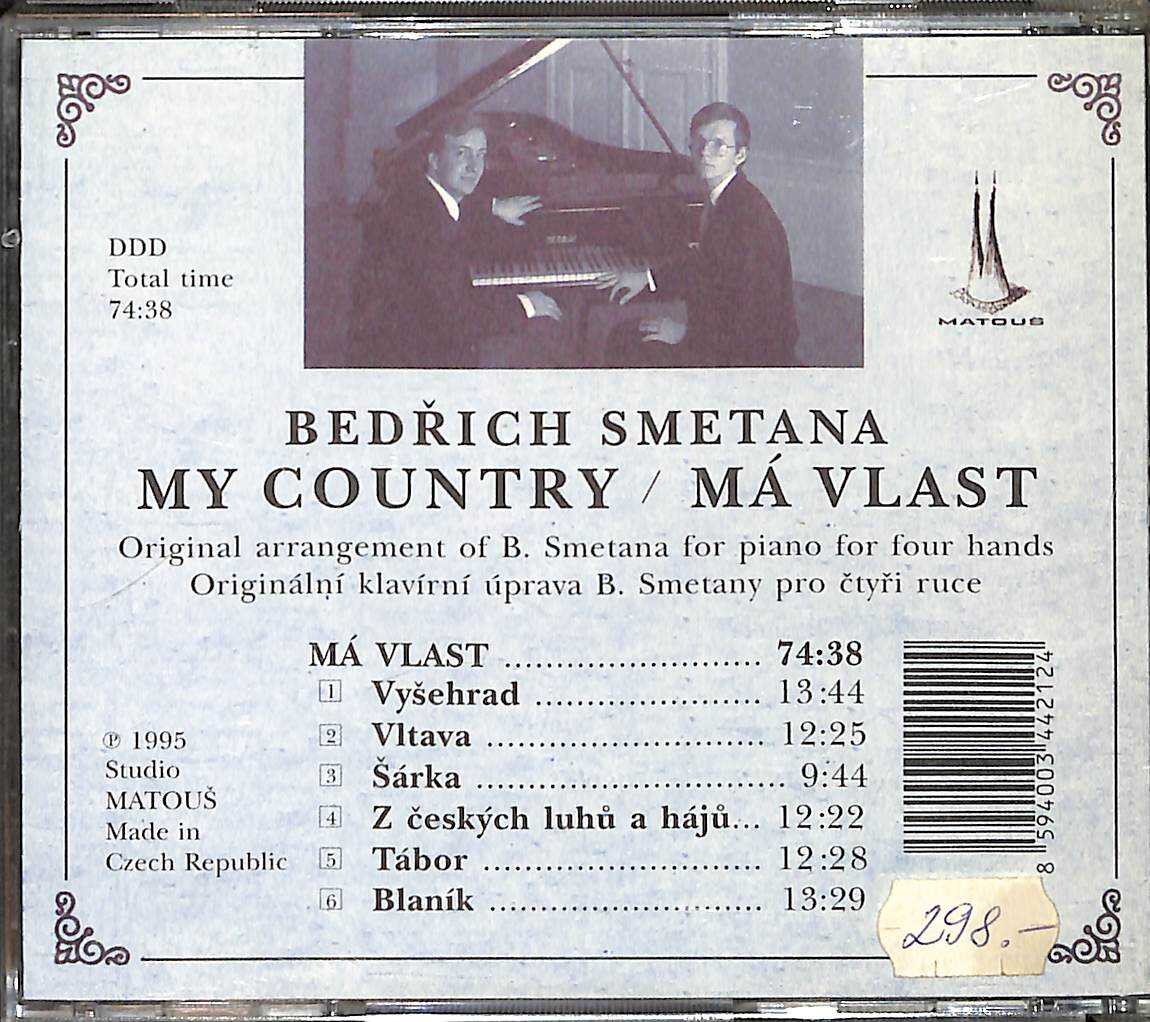 DDD
Total time
74:38
MATOUŠ
BEDŘICH SMETANA
MY COUNTRY / MÁ VLAST
Original arrangement of B. Smetana for piano for four hands
Originální klavírní úprava B. Smetany pro čtyři ruce
MÁ VLAST ........................ 74:38
1 Vyšehrad ..................... 13:44
2 Vltava .......................... 12:25
3 Šárka ............................. 9:44
4 Z českých luhů a hájů... 12:22
5 Tábor .......................... 12:28
6 Blaník ......................... 13:29
℗ 1995
Studio
MATOUŠ
Made in
Czech Republic
8 594003 442124
298.-